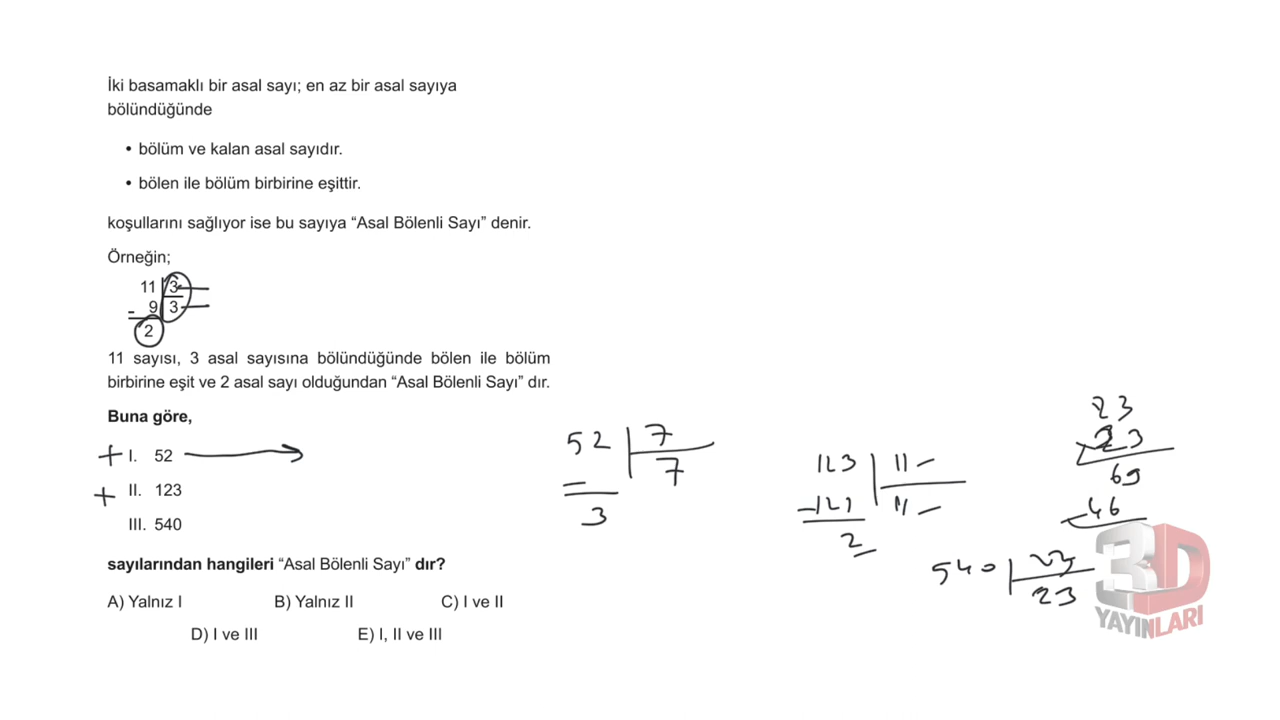 İki basamaklı bir asal sayı; en az bir asal sayıya
bölündüğünde
• bölüm ve kalan asal sayıdır.
• bölen ile bölüm birbirine eşittir.
koşullarını sağlıyor ise bu sayıya “Asal Bölenli Sayı” denir.
Örneğin;
11 3
- 9 3
2
11 sayısı, 3 asal sayısına bölündüğünde bölen ile bölüm
birbirine eşit ve 2 asal sayı olduğundan “Asal Bölenli Sayı” dır.
Buna göre,
+ I. 52
+ II. 123
III. 540
sayılarından hangileri “Asal Bölenli Sayı” dır?
A) Yalnız I B) Yalnız II C) I ve II
D) I ve III E) I, II ve III
52 7
7
3
123 11
-121 11
2
23
23
69
46
540 23
23
3D
YAYINLARI